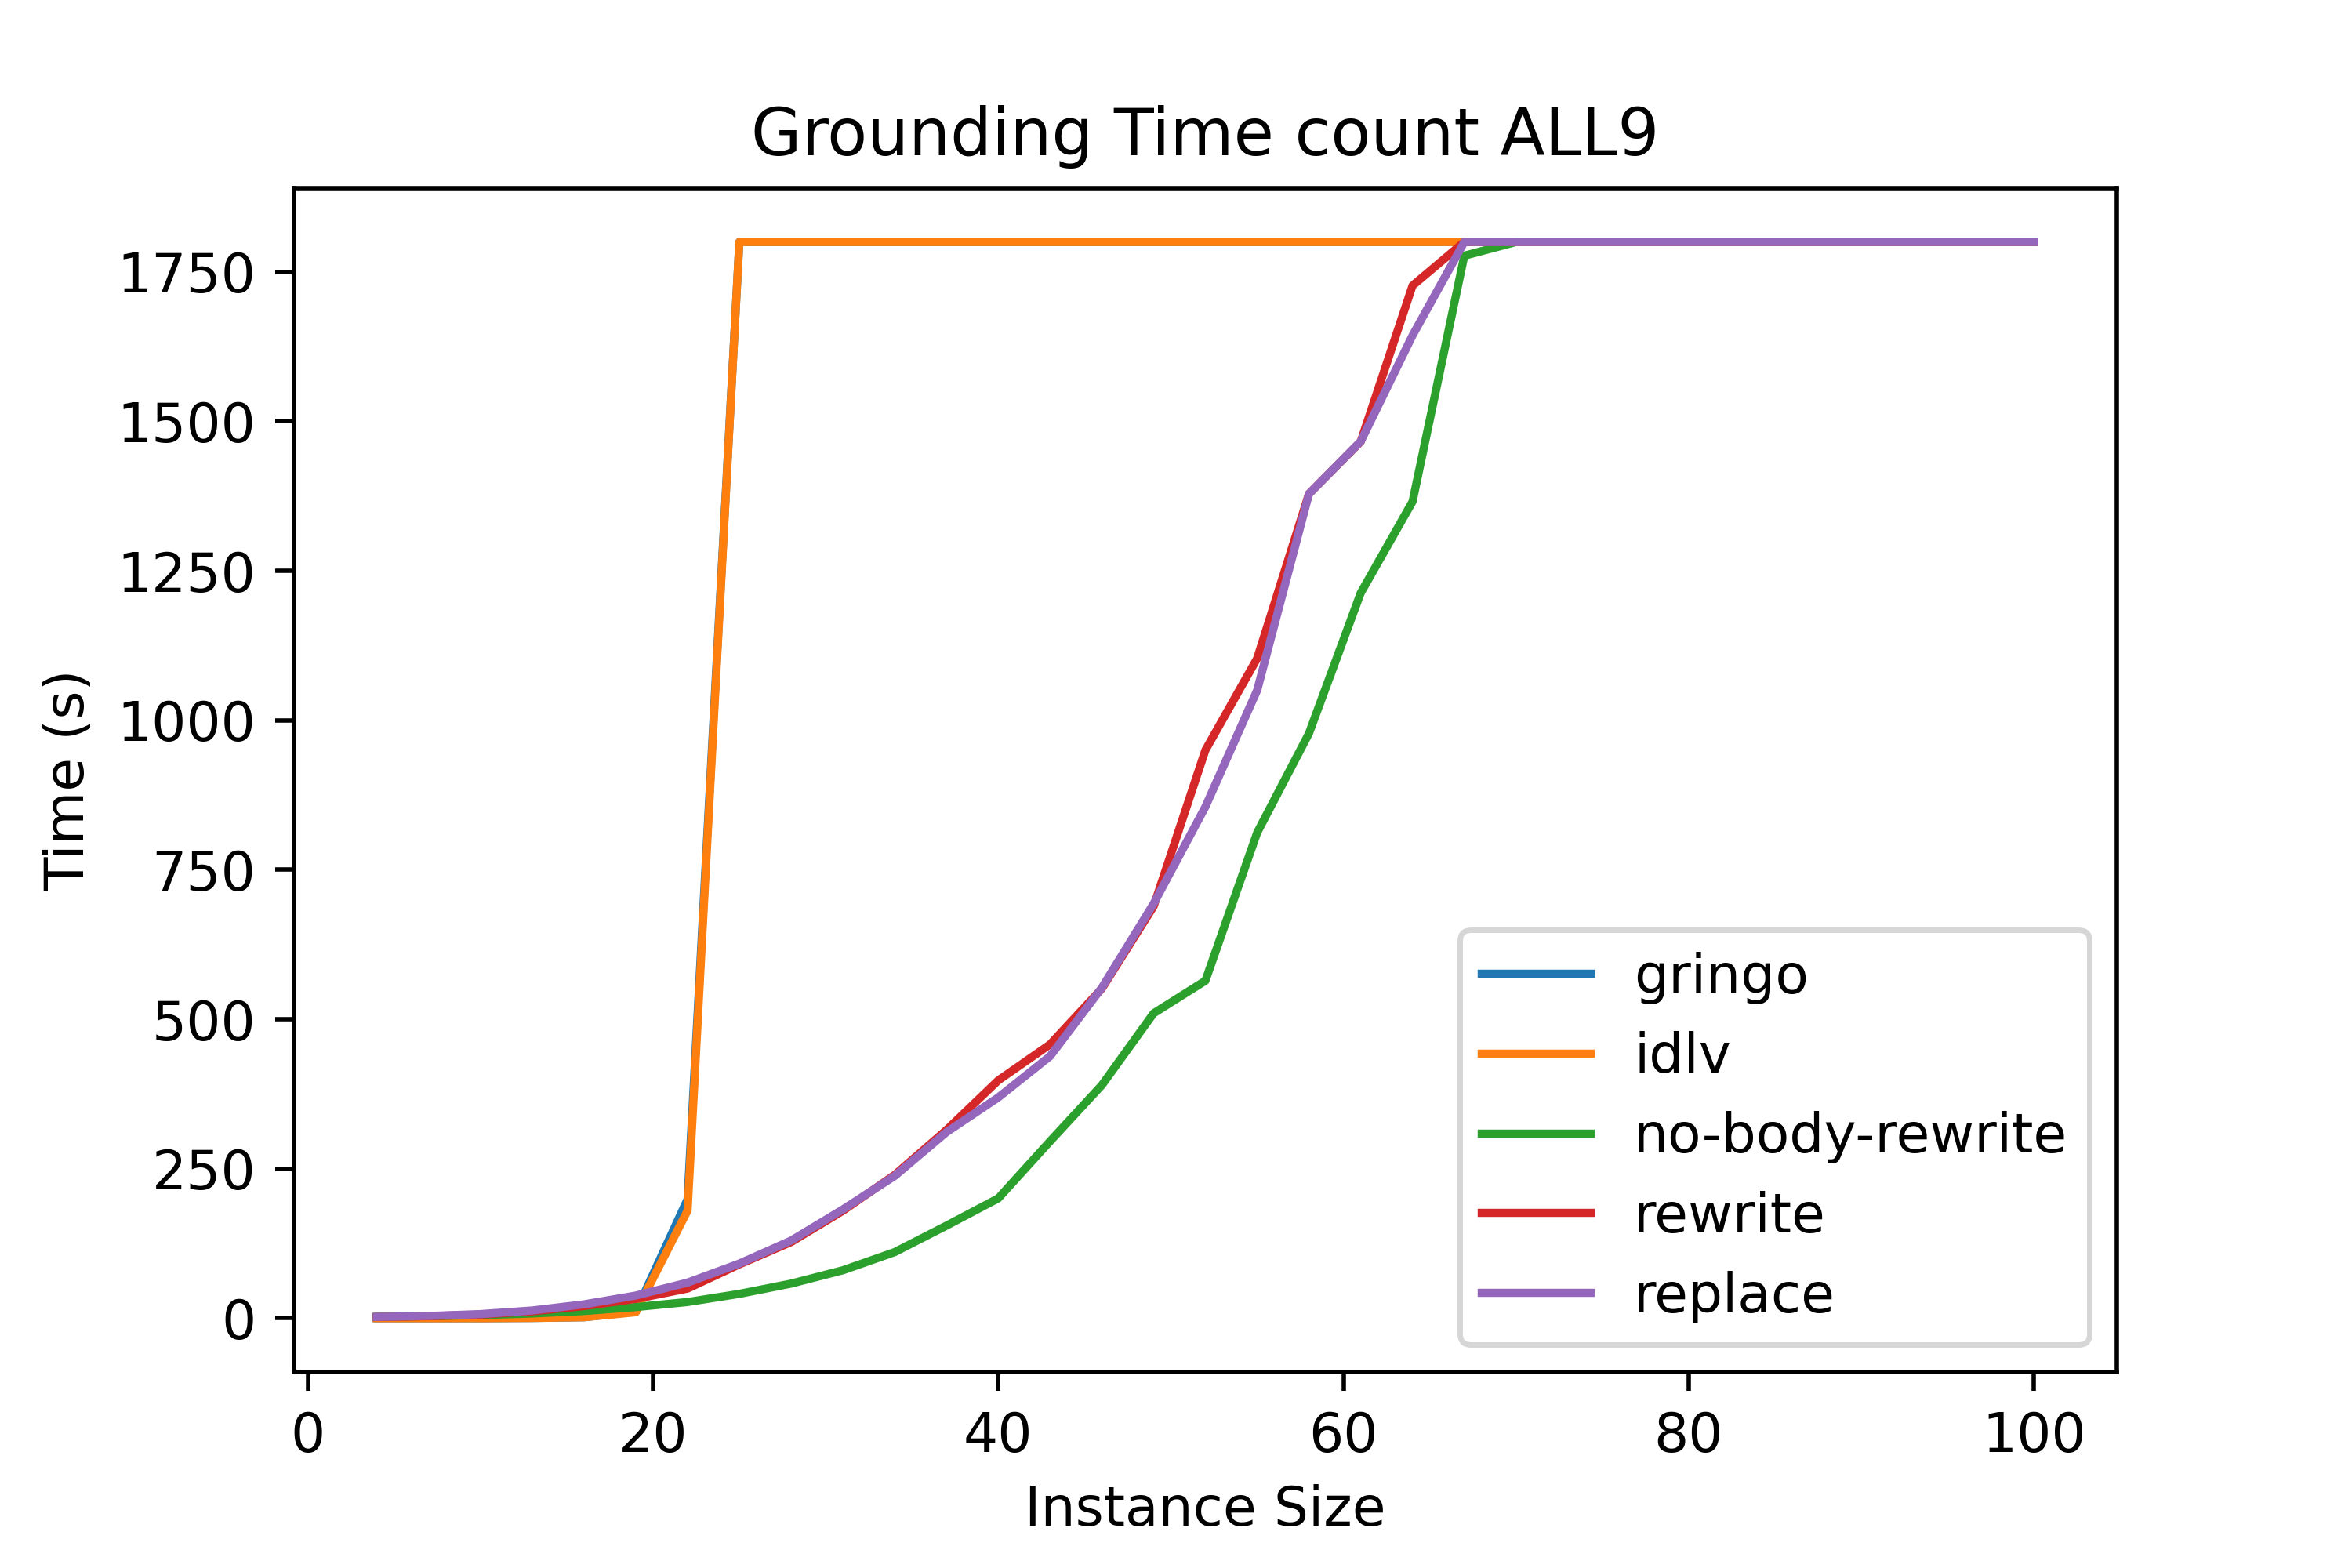 Grounding Time count ALL9
Time (s)
1750
1500
1250
1000
750
500
250
0
0 20 40 60 80 100
Instance Size
gringo
idlv
no-body-rewrite
rewrite
replace